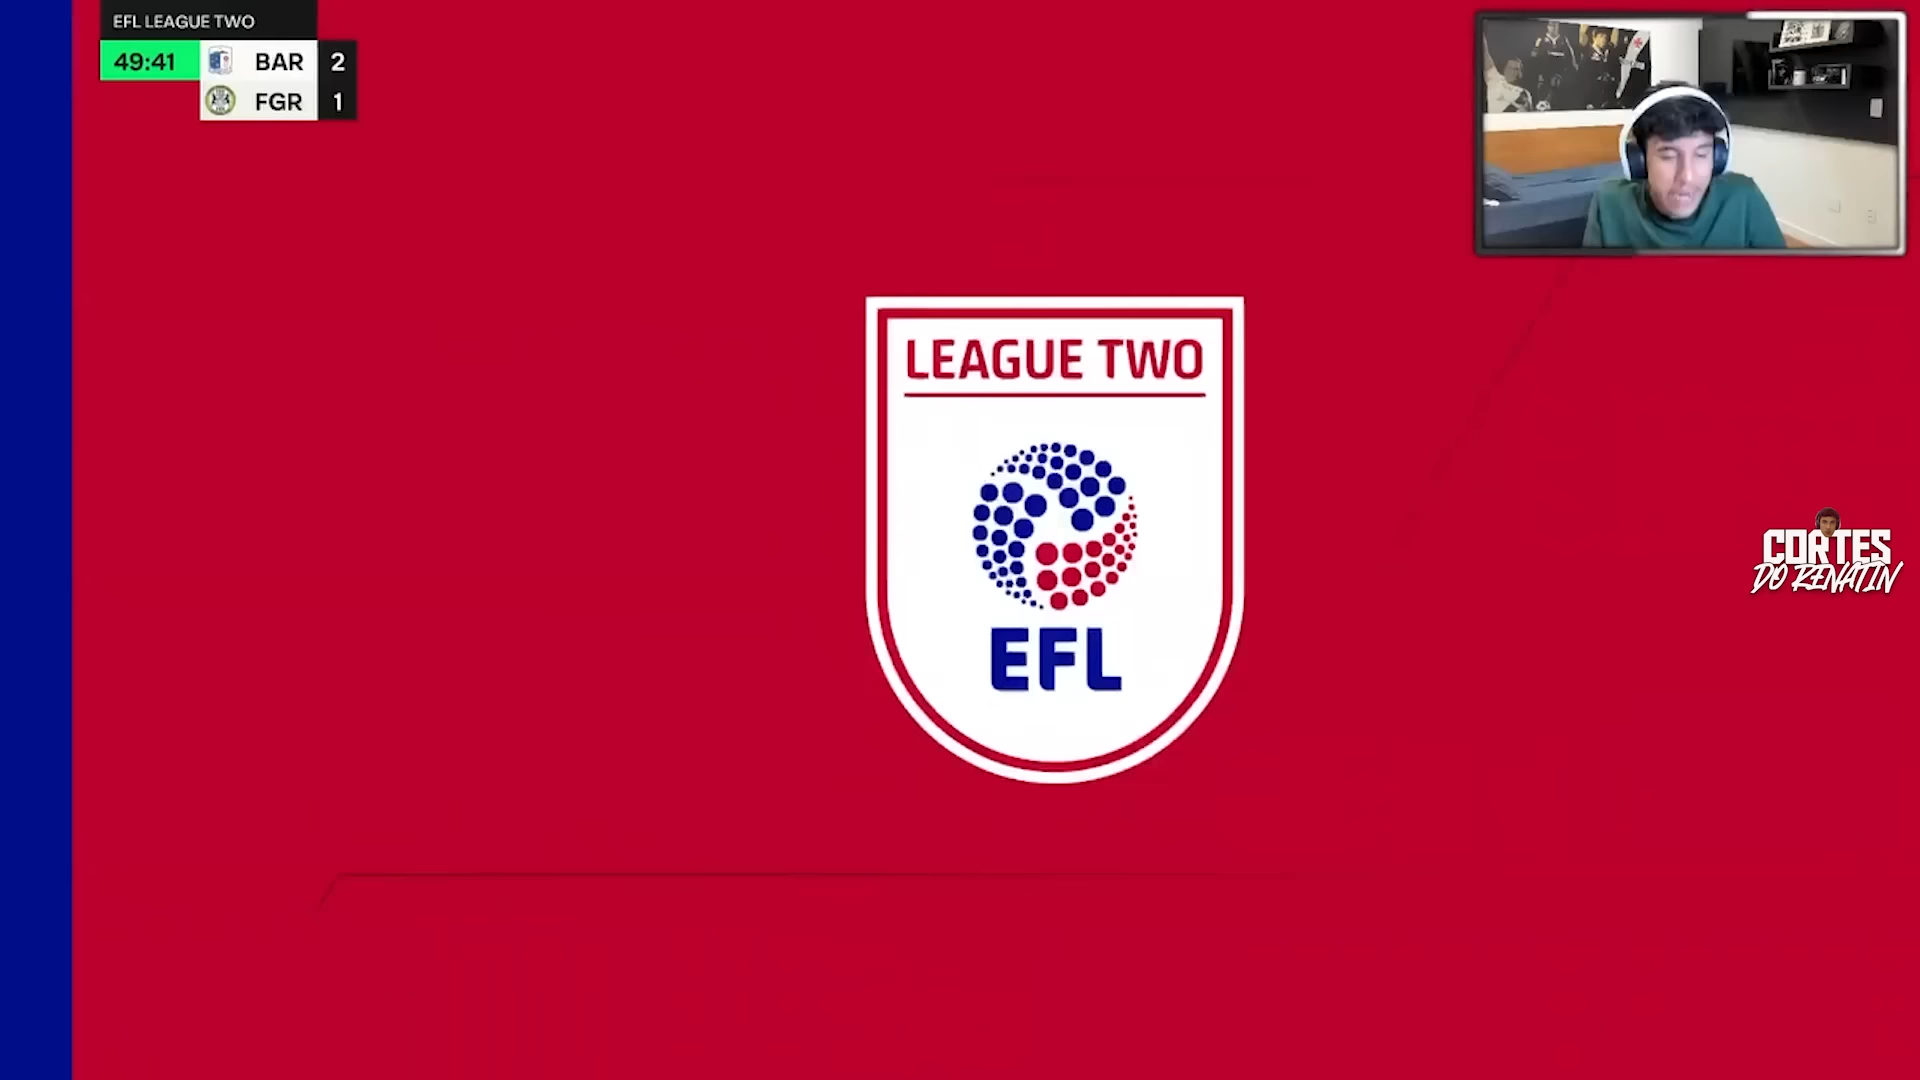 EFL LEAGUE TWO
49:41 BAR 2
FGR 1
LEAGUE TWO
EFL
CORTES
DO RENATIN